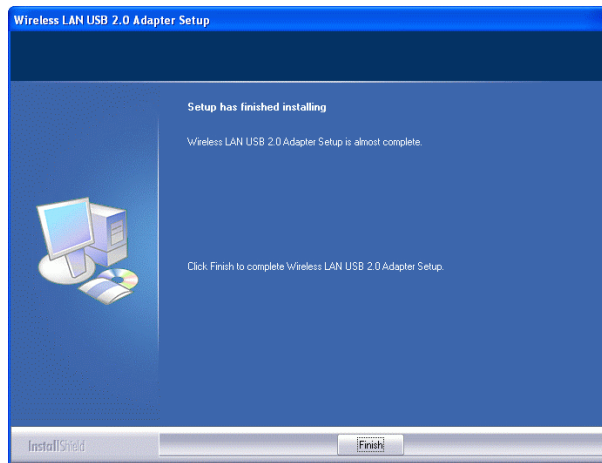 Wireless LAN USB 2.0 Adapter Setup
Setup has finished installing
Wireless LAN USB 2.0 Adapter Setup is almost complete.
Click Finish to complete Wireless LAN USB 2.0 Adapter Setup.
InstallShield
Finish